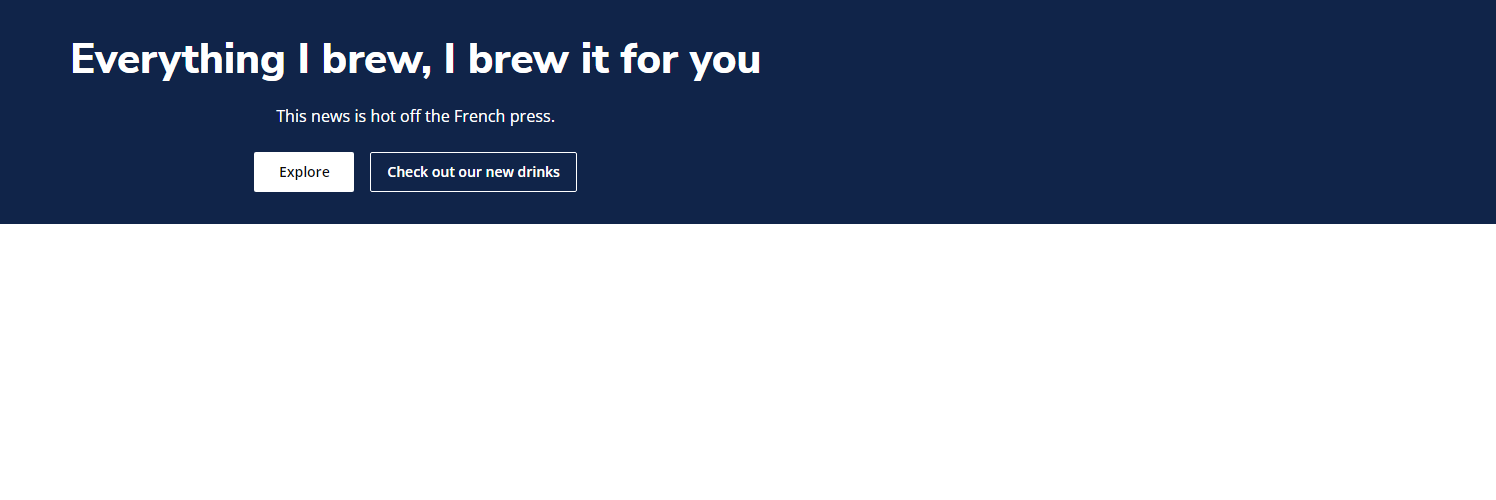 Everything I brew, I brew it for you
This news is hot off the French press.
Explore
Check out our new drinks